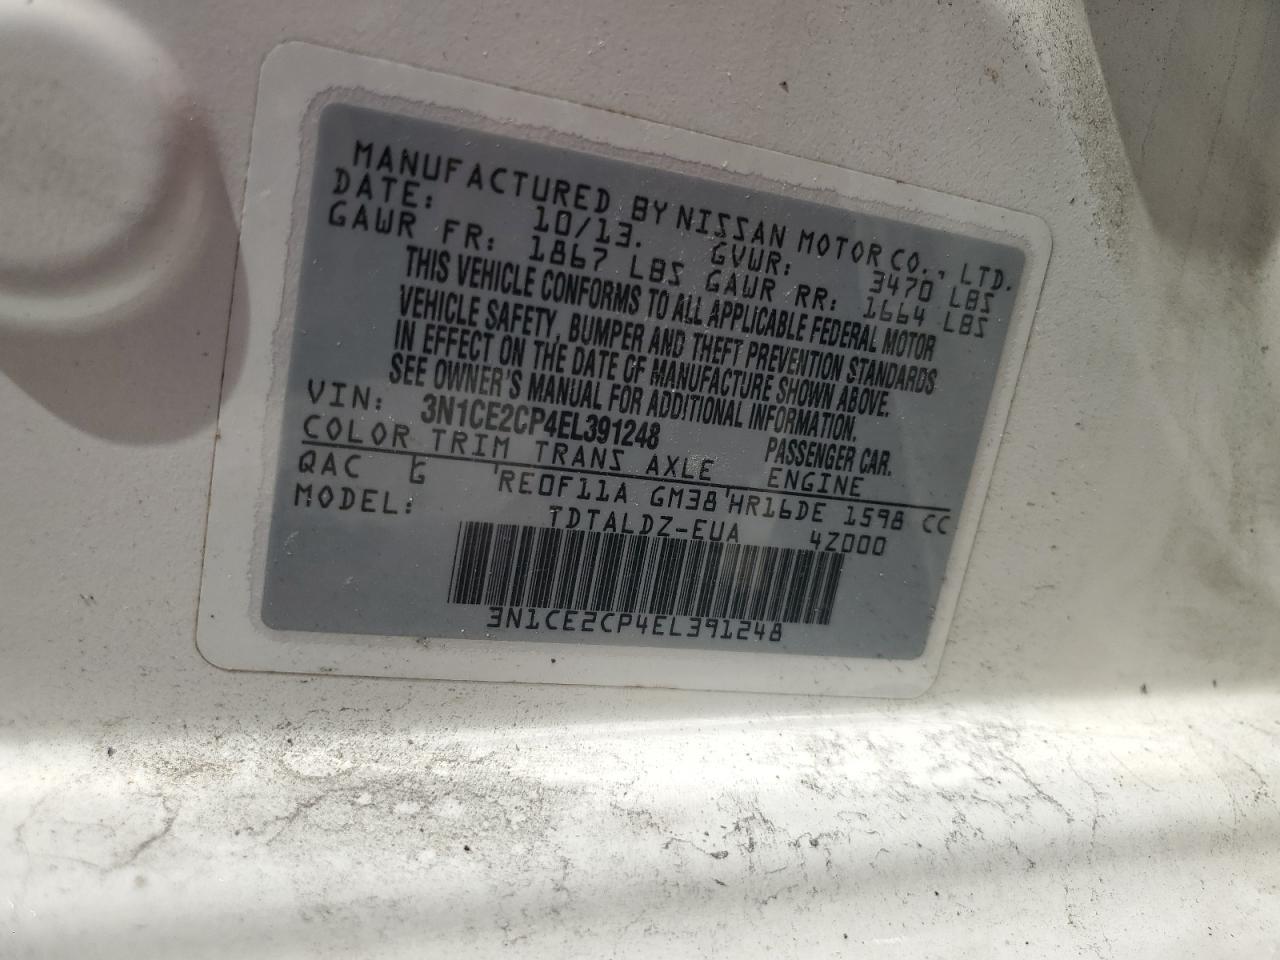 MANUFACTURED BY NISSAN MOTOR CO., LTD.
DATE: 10/13. GVWR: 3470 LBS
GAWR FR: 1867 LBS GAWR RR: 1664 LBS
THIS VEHICLE CONFORMS TO ALL APPLICABLE FEDERAL MOTOR
VEHICLE SAFETY, BUMPER AND THEFT PREVENTION STANDARDS
IN EFFECT ON THE DATE OF MANUFACTURE SHOWN ABOVE.
SEE OWNER'S MANUAL FOR ADDITIONAL INFORMATION.
VIN: 3N1CE2CP4EL391248 PASSENGER CAR.
COLOR TRIM TRANS AXLE ENGINE
QAC G RE0F11A GM38 HR16DE 1598 CC
MODEL: TDTALDZ-EUA 4Z000
3N1CE2CP4EL391248